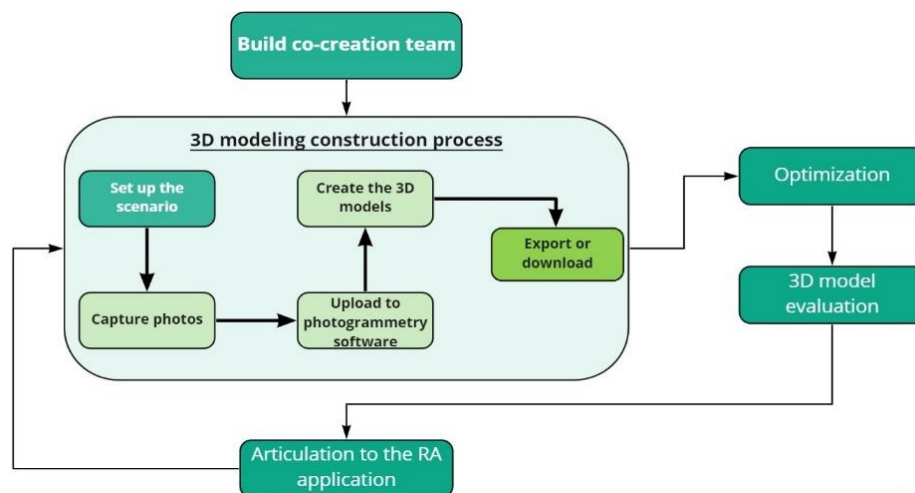 Build co-creation team
3D modeling construction process
Set up the
scenario
Create the 3D
models
Export or
download
Capture photos
Upload to
photogrammetry
software
Optimization
3D model
evaluation
Articulation to the RA
application